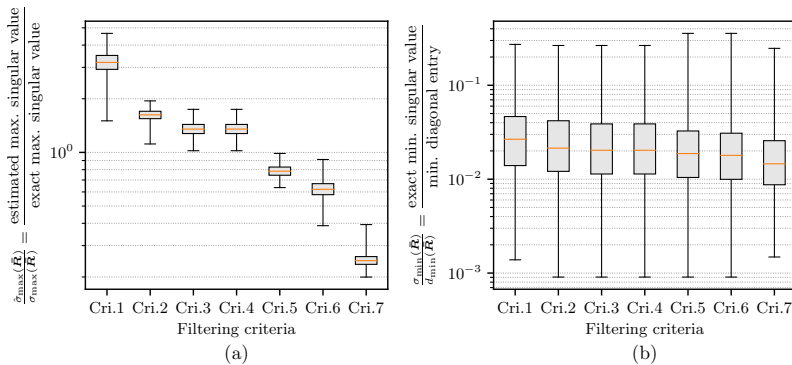 σ̂max(R̄)/σmax(R̄) = estimated max. singular value/exact max. singular value
10⁰
Cri.1 Cri.2 Cri.3 Cri.4 Cri.5 Cri.6 Cri.7
Filtering criteria
(a)
σmin(R̄)/dmin(R̄) = exact min. singular value/min. diagonal entry
10⁻¹
10⁻²
10⁻³
Cri.1 Cri.2 Cri.3 Cri.4 Cri.5 Cri.6 Cri.7
Filtering criteria
(b)